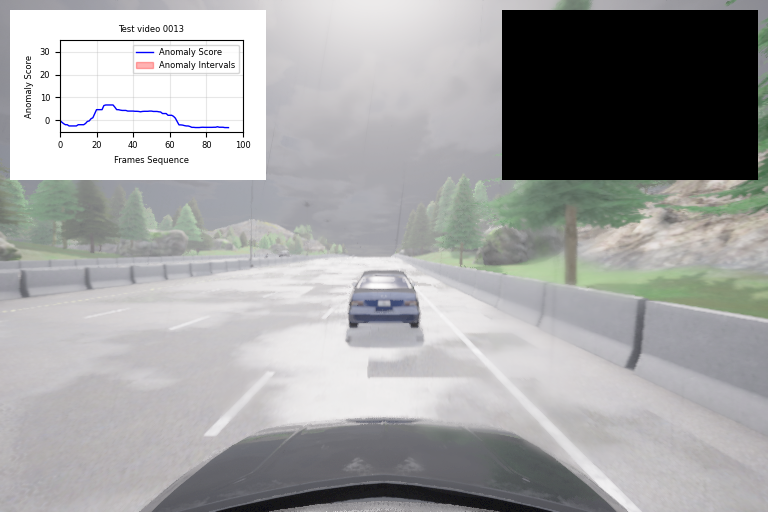 Test video 0013
Anomaly Score
30
20
10
0
Anomaly Score
Anomaly Intervals
0 20 40 60 80 100
Frames Sequence